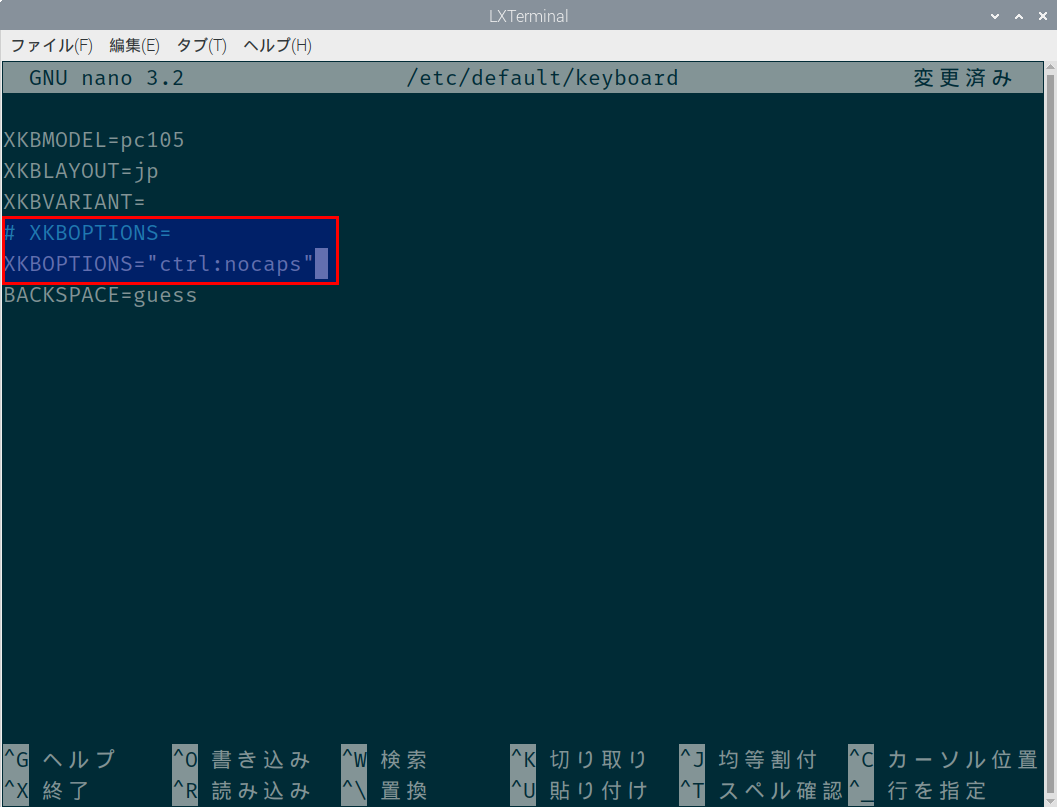 LXTerminal
ファイル(F) 編集(E) タブ(T) ヘルプ(H)
GNU nano 3.2 /etc/default/keyboard 変更済み
XKBMODEL=pc105
XKBLAYOUT=jp
XKBVARIANT=
# XKBOPTIONS=
XKBOPTIONS="ctrl:nocaps"
BACKSPACE=guess
^G ヘルプ ^O 書き込み ^W 検索 ^K 切り取り ^J 均等割付 ^C カーソル位置
^X 終了 ^R 読み込み ^\ 置換 ^U 貼り付け ^T スペル確認 ^_ 行を指定